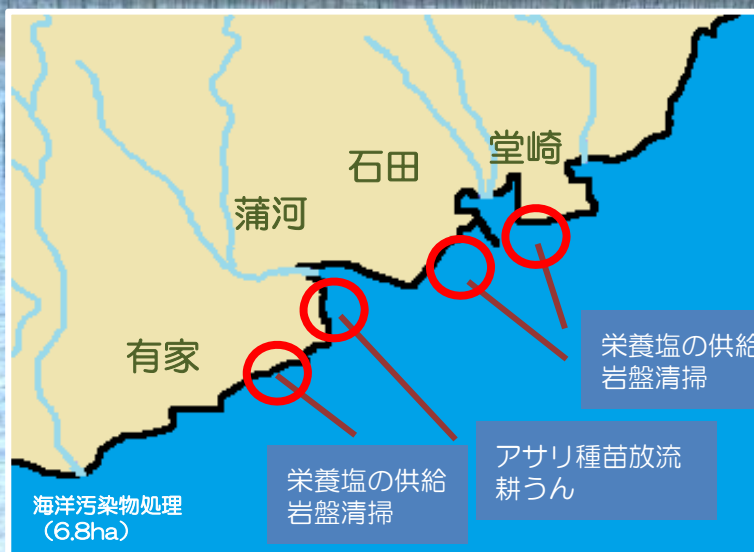 堂崎
石田
蒲河
有家
栄養塩の供給
岩盤清掃
アサリ種苗放流
耕うん
栄養塩の供給
岩盤清掃
海洋汚染物処理
（6.8ha）